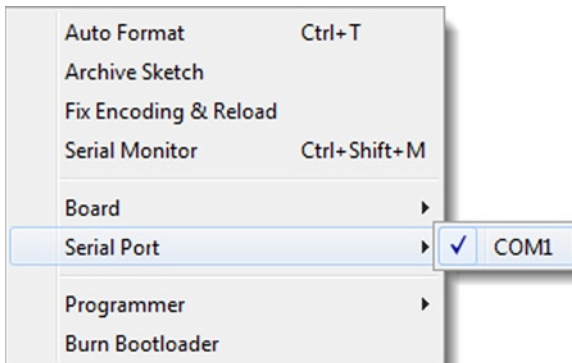 Auto Format Ctrl+T
Archive Sketch
Fix Encoding & Reload
Serial Monitor Ctrl+Shift+M
Board
Serial Port COM1
Programmer
Burn Bootloader